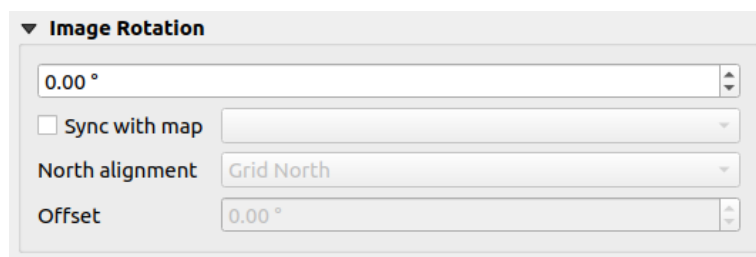 Image Rotation
0.00 °
Sync with map
North alignment Grid North
Offset 0.00 °